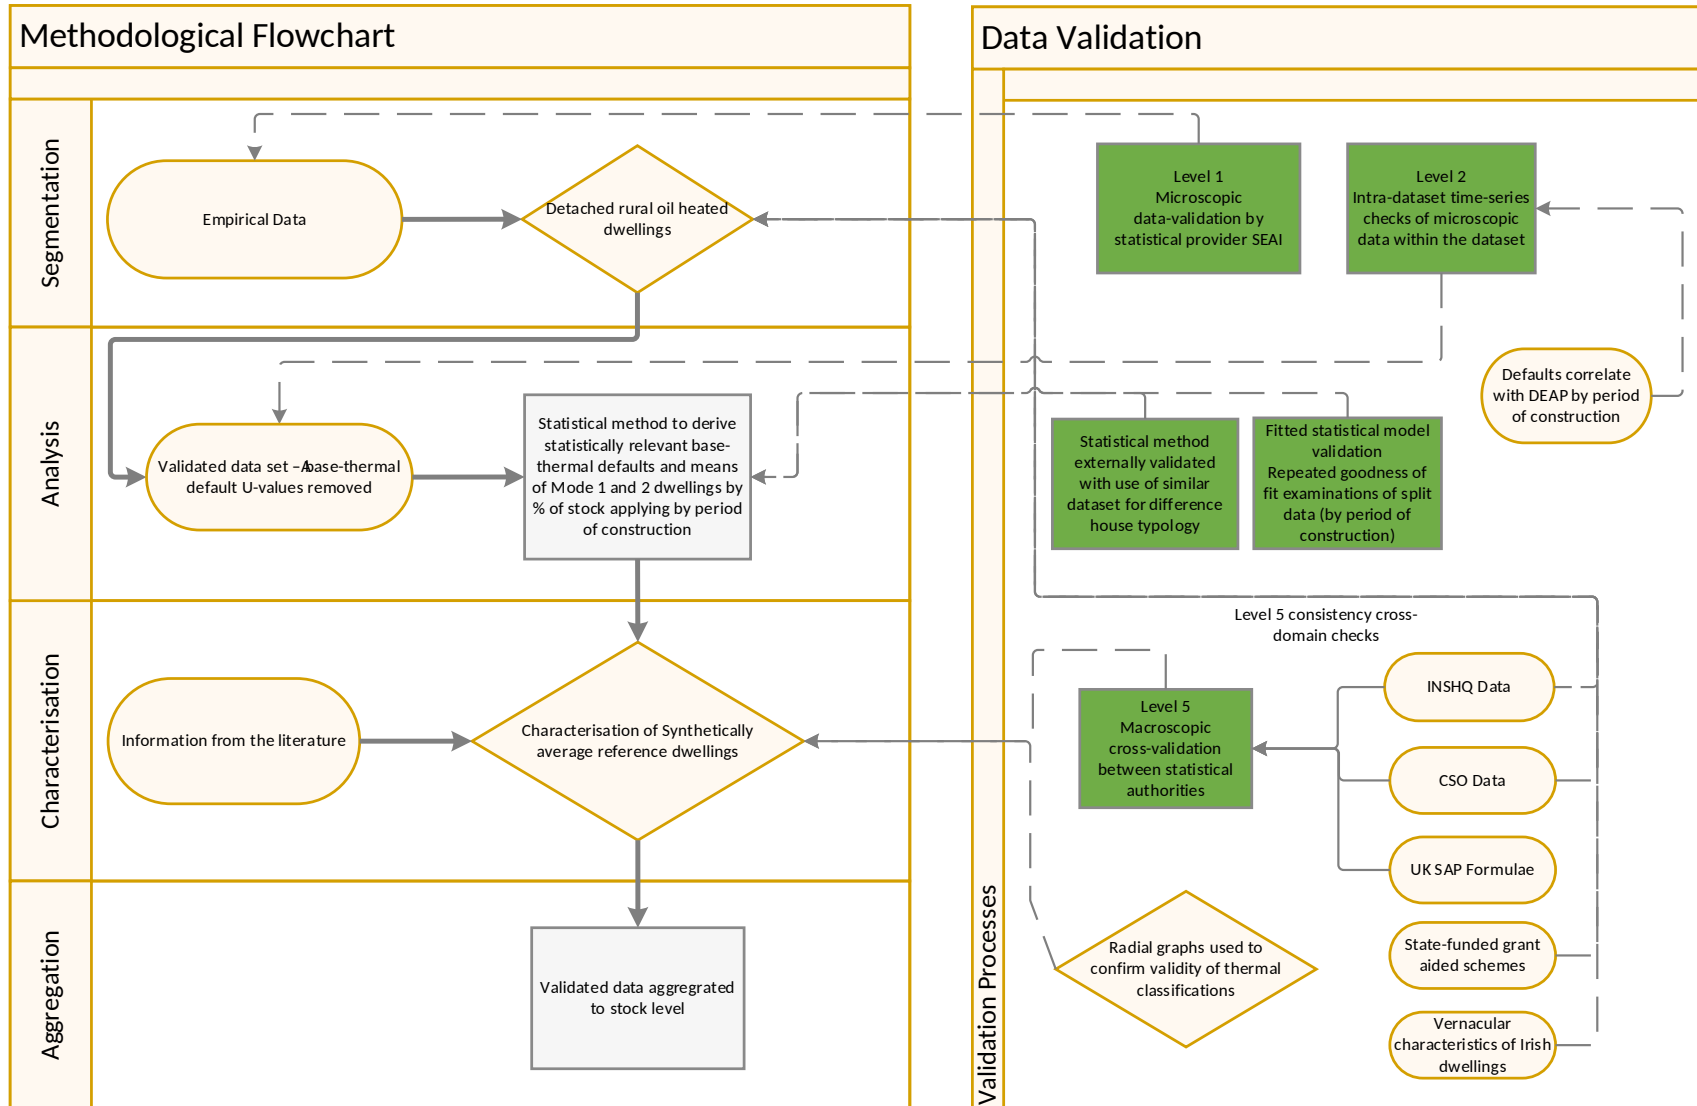 Methodological Flowchart
Segmentation
Empirical Data
Detached rural oil heated
dwellings
Analysis
Validated data set – base-thermal
default U-values removed
Statistical method to derive
statistically relevant base-
thermal defaults and means
of Mode 1 and 2 dwellings by
% of stock applying by period
of construction
Characterisation
Information from the literature
Characterisation of Synthetically
average reference dwellings
Aggregation
Validated data aggregrated
to stock level
Data Validation
Validation Processes
Level 1
Microscopic
data-validation by
statistical provider SEAI
Level 2
Intra-dataset time-series
checks of microscopic
data within the dataset
Defaults correlate
with DEAP by period
of construction
Statistical method
externally validated
with use of similar
dataset for difference
house typology
Fitted statistical model
validation
Repeated goodness of
fit examinations of split
data (by period of
construction)
Level 5 consistency cross-
domain checks
Level 5
Macroscopic
cross-validation
between statistical
authorities
INSHQ Data
CSO Data
UK SAP Formulae
State-funded grant
aided schemes
Vernacular
characteristics of Irish
dwellings
Radial graphs used to
confirm validity of thermal
classifications